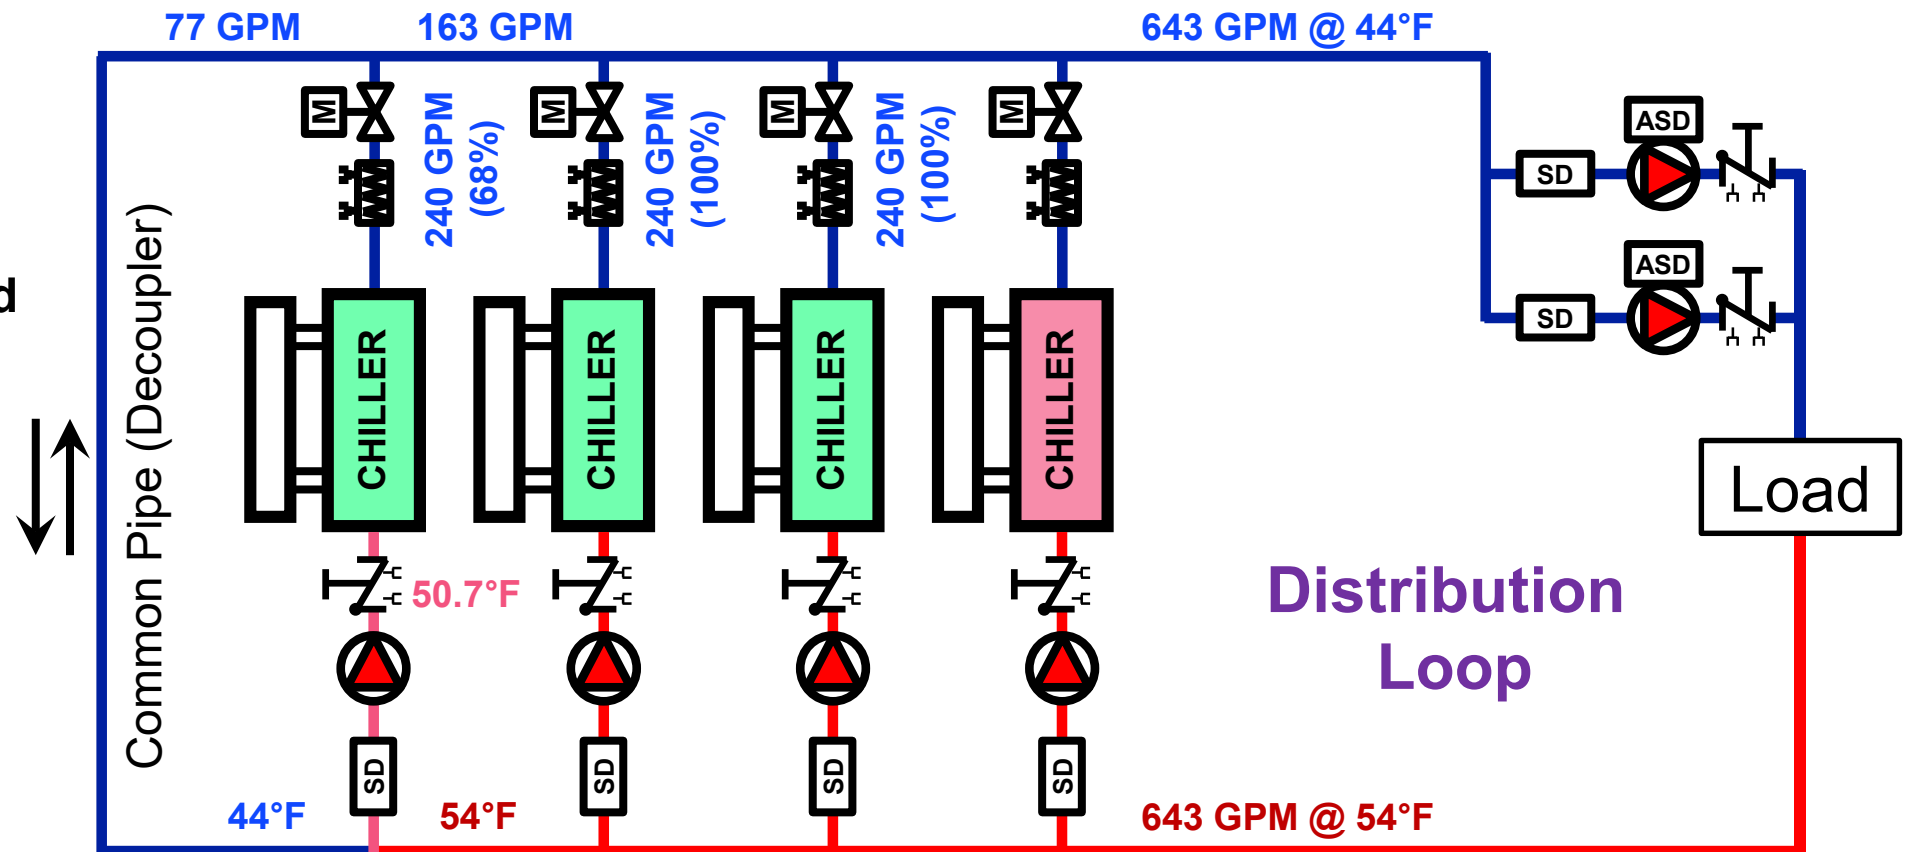 77 GPM
163 GPM
643 GPM @ 44°F
M
M
M
M
240 GPM
(68%)
240 GPM
(100%)
240 GPM
(100%)
ASD
SD
ASD
SD
d
Common Pipe (Decoupler)
CHILLER
CHILLER
CHILLER
CHILLER
Load
50.7°F
Distribution
Loop
SD
SD
SD
SD
44°F
54°F
643 GPM @ 54°F